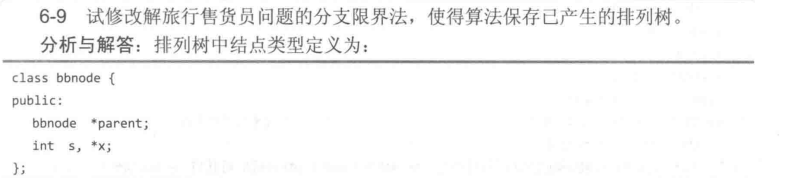 6-9 试修改解旅行售货员问题的分支限界法，使得算法保存已产生的排列树。
分析与解答：排列树中结点类型定义为：
class bbnode {
public:
bbnode *parent;
int s, *x;
};